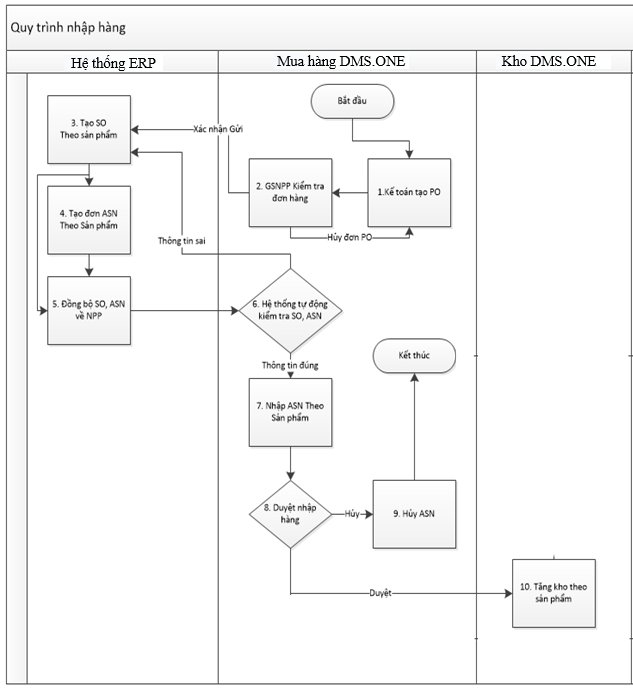 Quy trình nhập hàng
Hệ thống ERP
Mua hàng DMS.ONE
Kho DMS.ONE
Bắt đầu
3. Tạo SO
Theo sản phẩm
Xác nhận Gửi
2. GSNPP Kiểm tra
đơn hàng
1.Kế toán tạo PO
4. Tạo đơn ASN
Theo Sản phẩm
Hủy đơn PO
Thông tin sai
5. Đồng bộ SO, ASN
về NPP
6. Hệ thống tự động
kiểm tra SO, ASN
Kết thúc
Thông tin đúng
7. Nhập ASN Theo
Sản phẩm
8. Duyệt nhập
hàng
Hủy
9. Hủy ASN
Duyệt
10. Tăng kho theo
sản phẩm